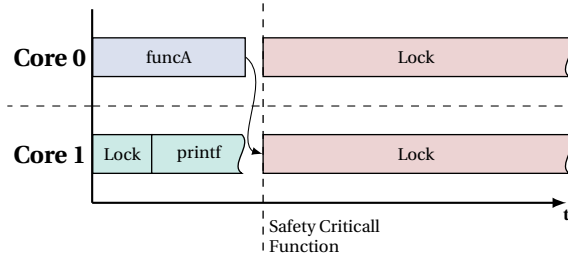 Core 0
funcA
Lock
Core 1
Lock
printf
Lock
t
Safety Criticall
Function